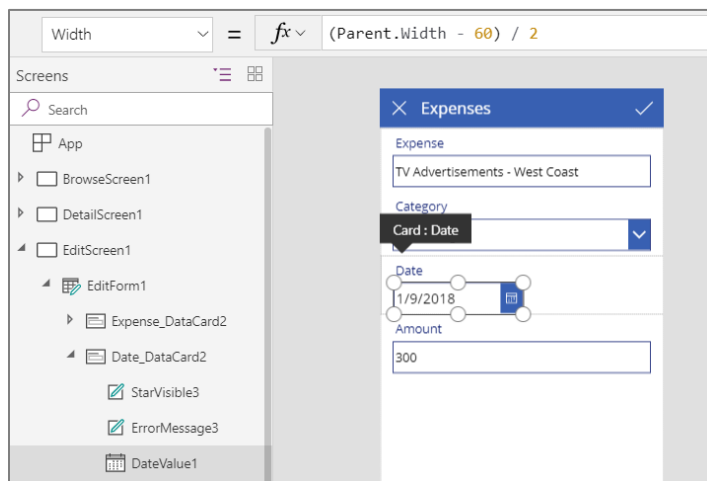 Width = fx (Parent.Width - 60) / 2
Screens
Search
App
BrowseScreen1
DetailScreen1
EditScreen1
EditForm1
Expense_DataCard2
Date_DataCard2
StarVisible3
ErrorMessage3
DateValue1
Expenses
Expense
TV Advertisements - West Coast
Category
Card : Date
Date
1/9/2018
Amount
300